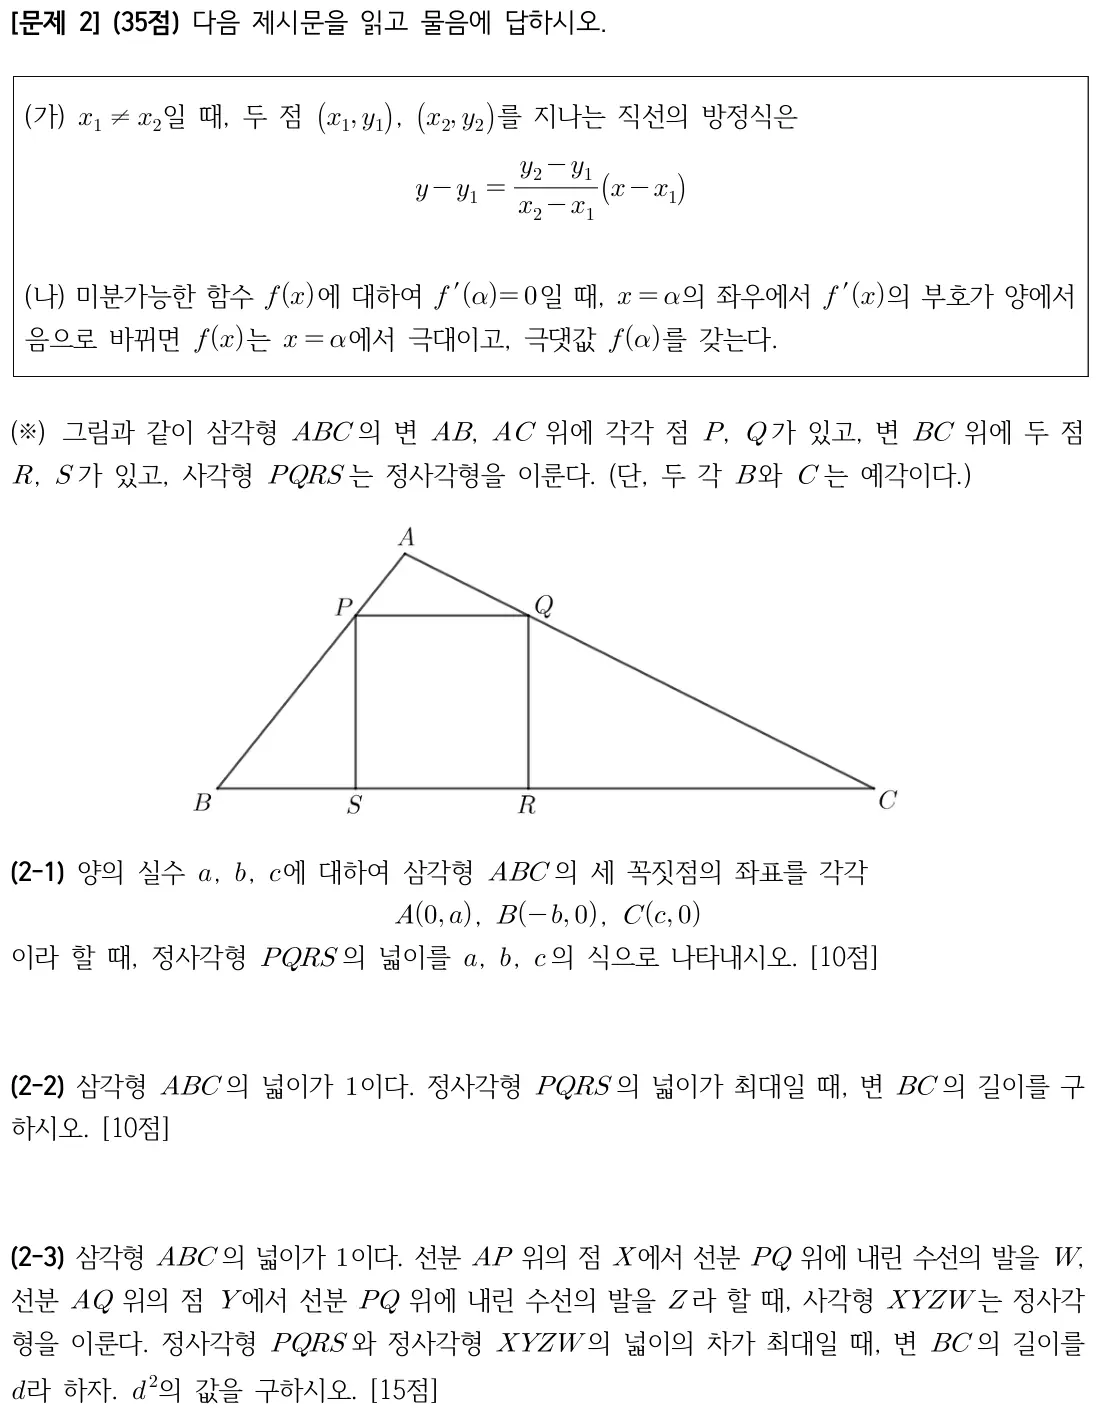 [문제 2] (35점) 다음 제시문을 읽고 물음에 답하시오.
(가) x₁ ≠ x₂일 때, 두 점 (x₁, y₁), (x₂, y₂)를 지나는 직선의 방정식은
y − y₁ = \frac{y₂ − y₁}{x₂ − x₁}(x − x₁)
(나) 미분가능한 함수 f(x)에 대하여 f′(α)=0일 때, x = α의 좌우에서 f′(x)의 부호가 양에서
음으로 바뀌면 f(x)는 x = α에서 극대이고, 극댓값 f(α)를 갖는다.
(※) 그림과 같이 삼각형 ABC의 변 AB, AC 위에 각각 점 P, Q가 있고, 변 BC 위에 두 점
R, S가 있고, 사각형 PQRS는 정사각형을 이룬다. (단, 두 각 B와 C는 예각이다.)
A
P Q
B S R C
(2-1) 양의 실수 a, b, c에 대하여 삼각형 ABC의 세 꼭짓점의 좌표를 각각
A(0, a), B(−b, 0), C(c, 0)
이라 할 때, 정사각형 PQRS의 넓이를 a, b, c의 식으로 나타내시오. [10점]
(2-2) 삼각형 ABC의 넓이가 1이다. 정사각형 PQRS의 넓이가 최대일 때, 변 BC의 길이를 구
하시오. [10점]
(2-3) 삼각형 ABC의 넓이가 1이다. 선분 AP 위의 점 X에서 선분 PQ 위에 내린 수선의 발을 W,
선분 AQ 위의 점 Y에서 선분 PQ 위에 내린 수선의 발을 Z라 할 때, 사각형 XYZW는 정사각
형을 이룬다. 정사각형 PQRS와 정사각형 XYZW의 넓이의 차가 최대일 때, 변 BC의 길이를
d라 하자. d²의 값을 구하시오. [15점]